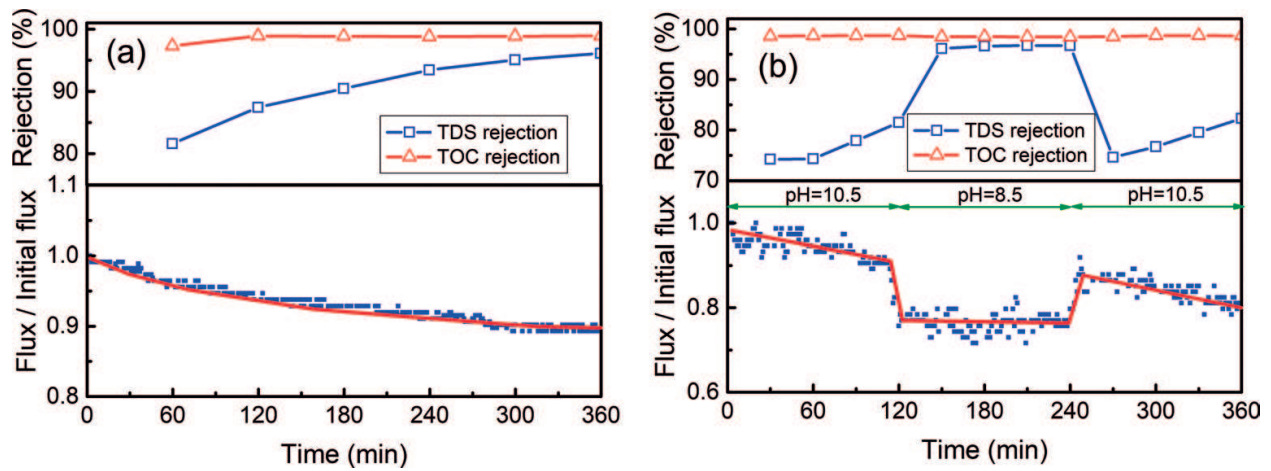 Rejection (%)
100
90
80
(a)
TDS rejection
TOC rejection
Flux / Initial flux
1.1
1.0
0.9
0.8
0 60 120 180 240 300 360
Time (min)
Rejection (%)
100
90
80
70
(b)
TDS rejection
TOC rejection
pH=10.5 pH=8.5 pH=10.5
Flux / Initial flux
1.0
0.8
0.6
0 60 120 180 240 300 360
Time (min)